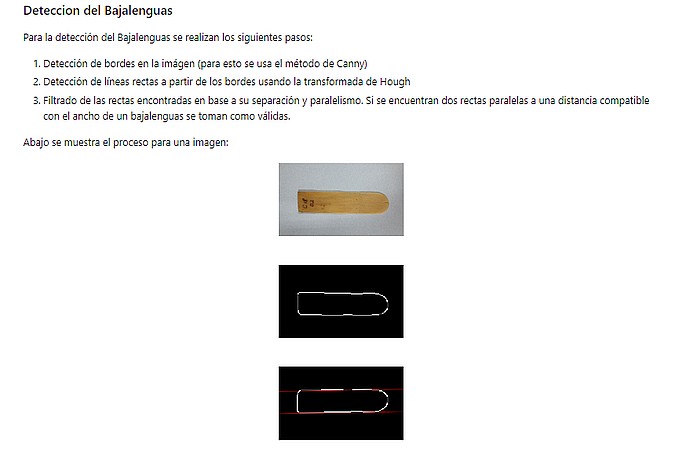 Deteccion del Bajalenguas
Para la detección del Bajalenguas se realizan los siguientes pasos:
1. Detección de bordes en la imágen (para esto se usa el método de Canny)
2. Detección de líneas rectas a partir de los bordes usando la transformada de Hough
3. Filtrado de las rectas encontradas en base a su separación y paralelismo. Si se encuentran dos rectas paralelas a una distancia compatible
con el ancho de un bajalenguas se toman como válidas.
Abajo se muestra el proceso para una imagen: